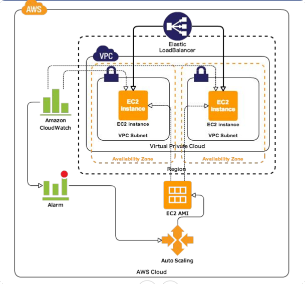 AWS
Elastic
LoadBalancer
VPC
EC2
Instance
EC2
Instance
Amazon
CloudWatch
EC2 instance
EC2 instance
VPC Subnet
VPC Subnet
Virtual Private Cloud
Availability Zone
Availability Zone
Region
Alarm
EC2 AMI
Auto Scaling
AWS Cloud